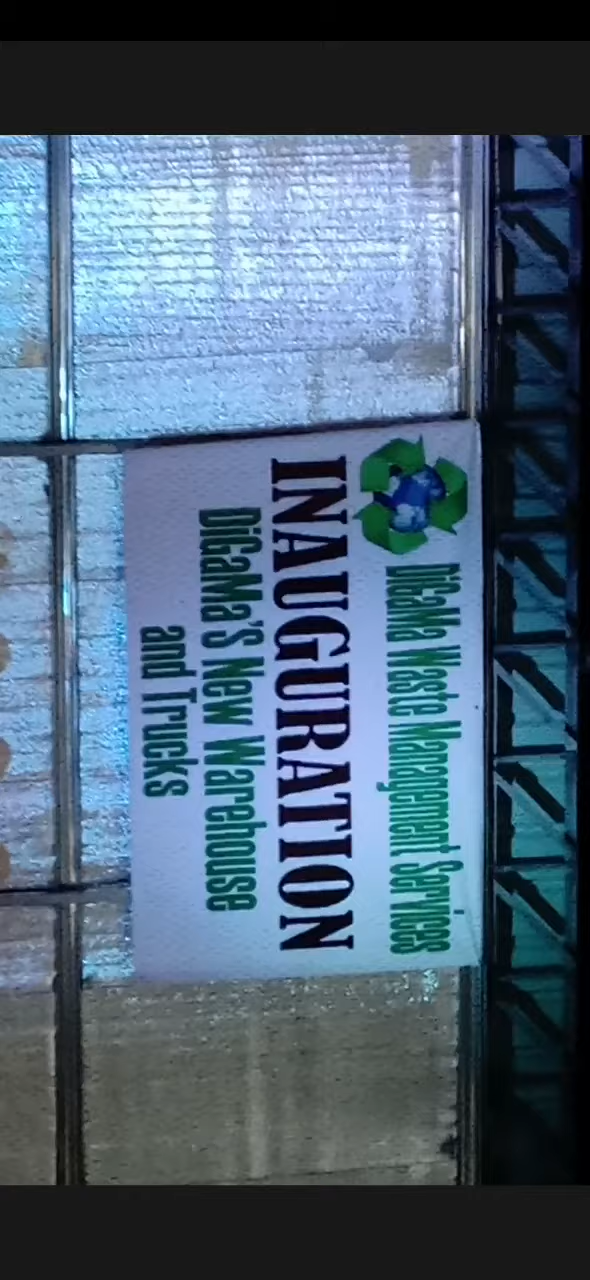 DiGaMa Waste Management Services
INAUGURATION
DiGaMa'S New Warehouse
and Trucks